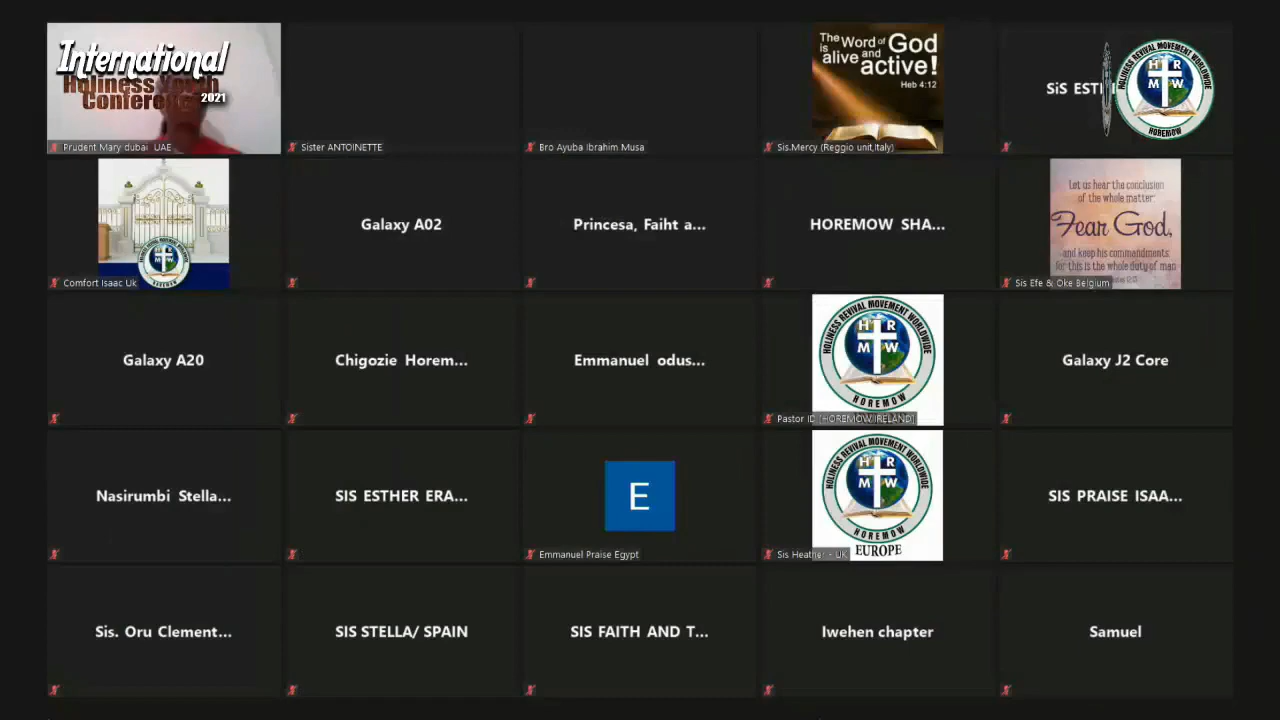 International
Holiness Youth
Conference
2021
Prudent Mary dubai UAE
Sister ANTOINETTE
Bro Ayuba Ibrahim Musa
The Word of God
is alive and
active!
Heb 4:12
Sis.Mercy (Reggio unit,Italy)
SiS ESTH
HOLINESS REVIVAL MOVEMENT WORLDWIDE
H R
M W
HOREMOW
H R
M W
HOREMOW
Comfort Isaac Uk
Galaxy A02
Princesa, Faiht a...
HOREMOW SHA...
Let us hear the conclusion
of the whole matter:
Fear God,
and keep his commandments:
for this is the whole duty of man
Sis Efe & Oke Belgium
Galaxy A20
Chigozie Horem...
Emmanuel odus...
HOLINESS REVIVAL MOVEMENT WORLDWIDE
H R
M W
HOREMOW
Pastor ID [HOREMOW IRELAND]
Galaxy J2 Core
Nasirumbi Stella...
SIS ESTHER ERA...
E
Emmanuel Praise Egypt
HOLINESS REVIVAL MOVEMENT WORLDWIDE
H R
M W
HOREMOW
EUROPE
Sis Heather - UK
SIS PRAISE ISAA...
Sis. Oru Clement...
SIS STELLA/ SPAIN
SIS FAITH AND T...
Iwehen chapter
Samuel